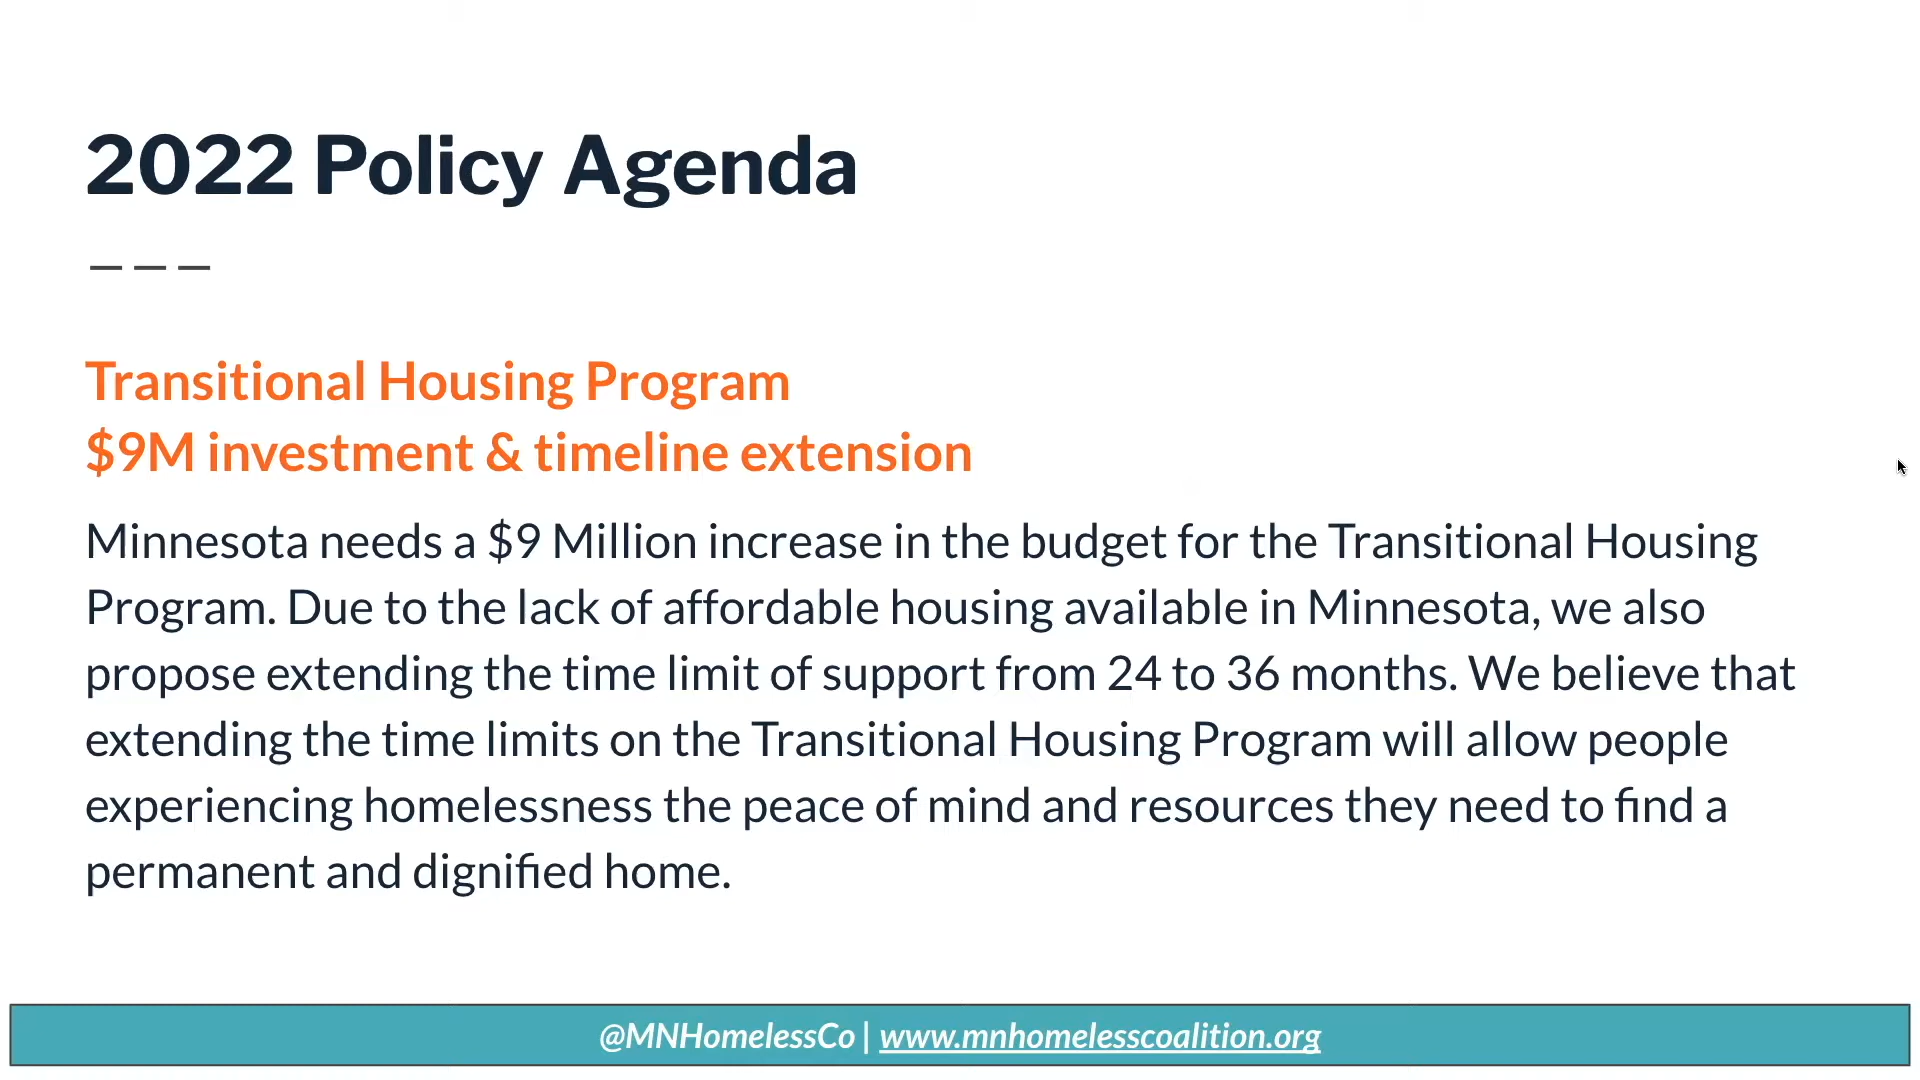 2022 Policy Agenda
Transitional Housing Program
$9M investment & timeline extension
Minnesota needs a $9 Million increase in the budget for the Transitional Housing
Program. Due to the lack of affordable housing available in Minnesota, we also
propose extending the time limit of support from 24 to 36 months. We believe that
extending the time limits on the Transitional Housing Program will allow people
experiencing homelessness the peace of mind and resources they need to find a
permanent and dignified home.
@MNHomelessCo | www.mnhomelesscoalition.org